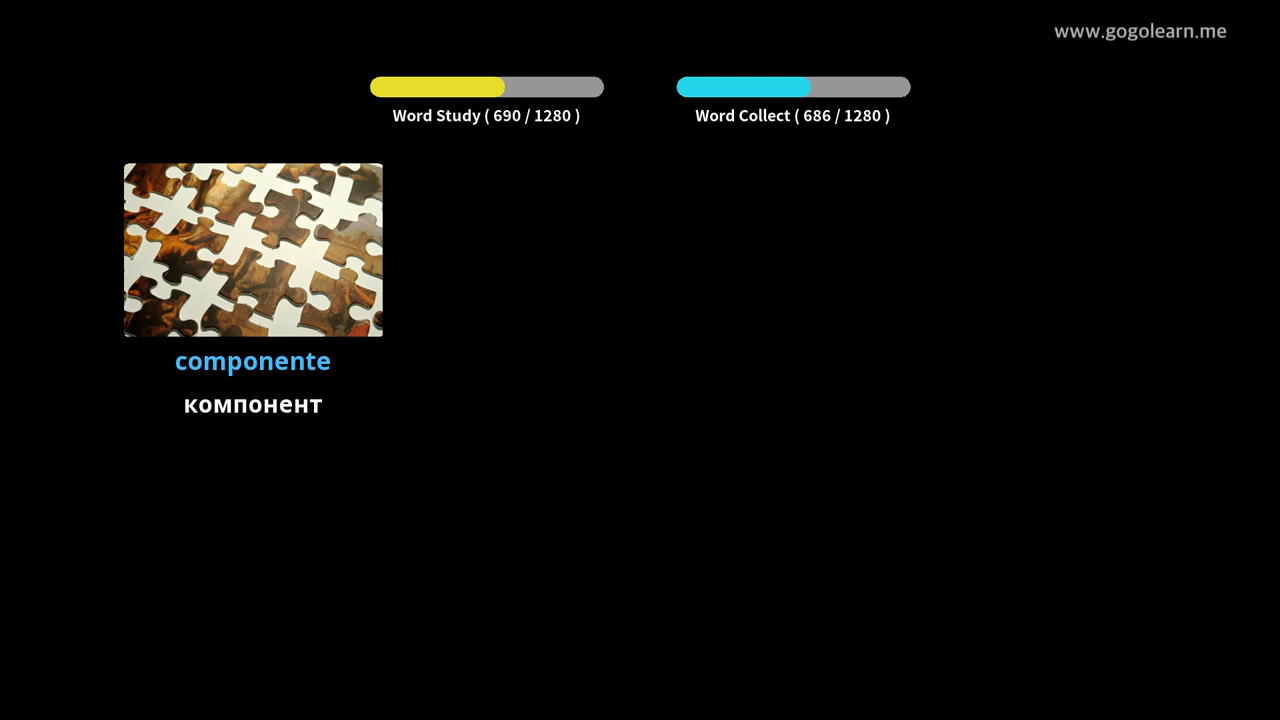 www.gogolearn.me
Word Study ( 690 / 1280 )
Word Collect ( 686 / 1280 )
componente
компонент